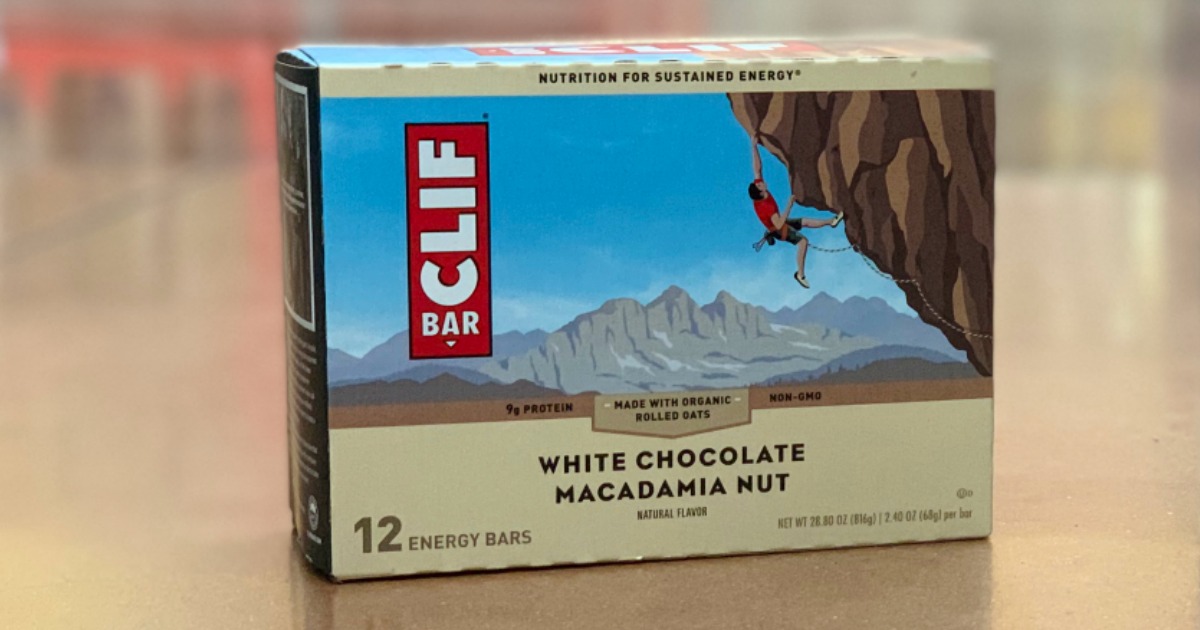 CLIF
NUTRITION FOR SUSTAINED ENERGY®
CLIF
BAR
®
9g PROTEIN
MADE WITH ORGANIC
ROLLED OATS
NON-GMO
WHITE CHOCOLATE
MACADAMIA NUT
NATURAL FLAVOR
12 ENERGY BARS
NET WT 28.80 OZ (816g) | 2.40 OZ (68g) per bar